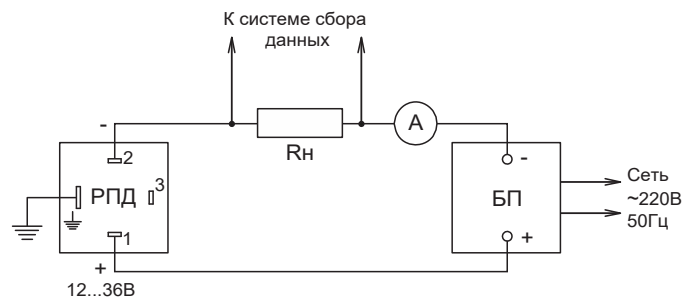 К системе сбора
данных
Rн
A
-
2
3
РПД
1
+
12...36В
-
БП
+
Сеть
~220В
50Гц